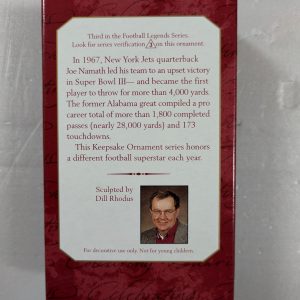 Third in the Football Legends Series.
Look for series verification 3 on this ornament.
In 1967, New York Jets quarterback
Joe Namath led his team to an upset victory
in Super Bowl III— and became the first
player to throw for more than 4,000 yards.
The former Alabama great compiled a pro
career total of more than 1,800 completed
passes (nearly 28,000 yards) and 173
touchdowns.
This Keepsake Ornament series honors
a different football superstar each year.
Sculpted by
Dill Rhodus
For decorative use only. Not for young children.